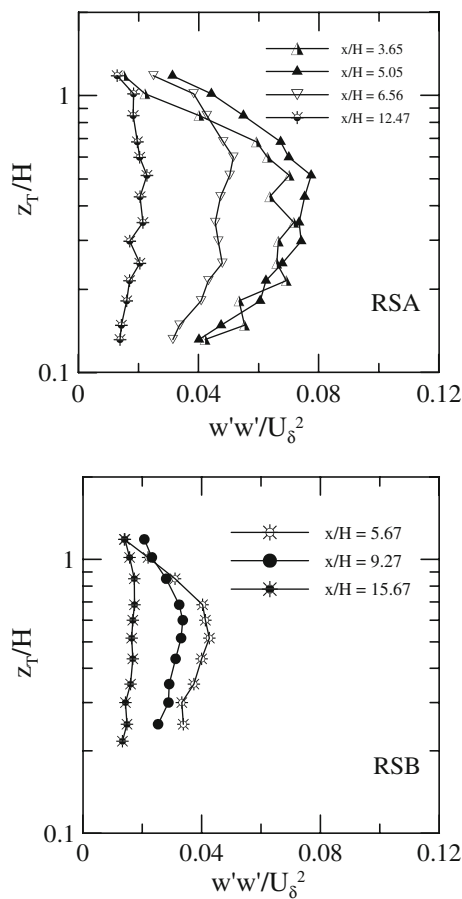 x/H = 3.65
x/H = 5.05
x/H = 6.56
x/H = 12.47
1
z_T/H
RSA
0.1
0 0.04 0.08 0.12
w'w'/U_δ²
x/H = 5.67
x/H = 9.27
x/H = 15.67
1
z_T/H
RSB
0.1
0 0.04 0.08 0.12
w'w'/U_δ²